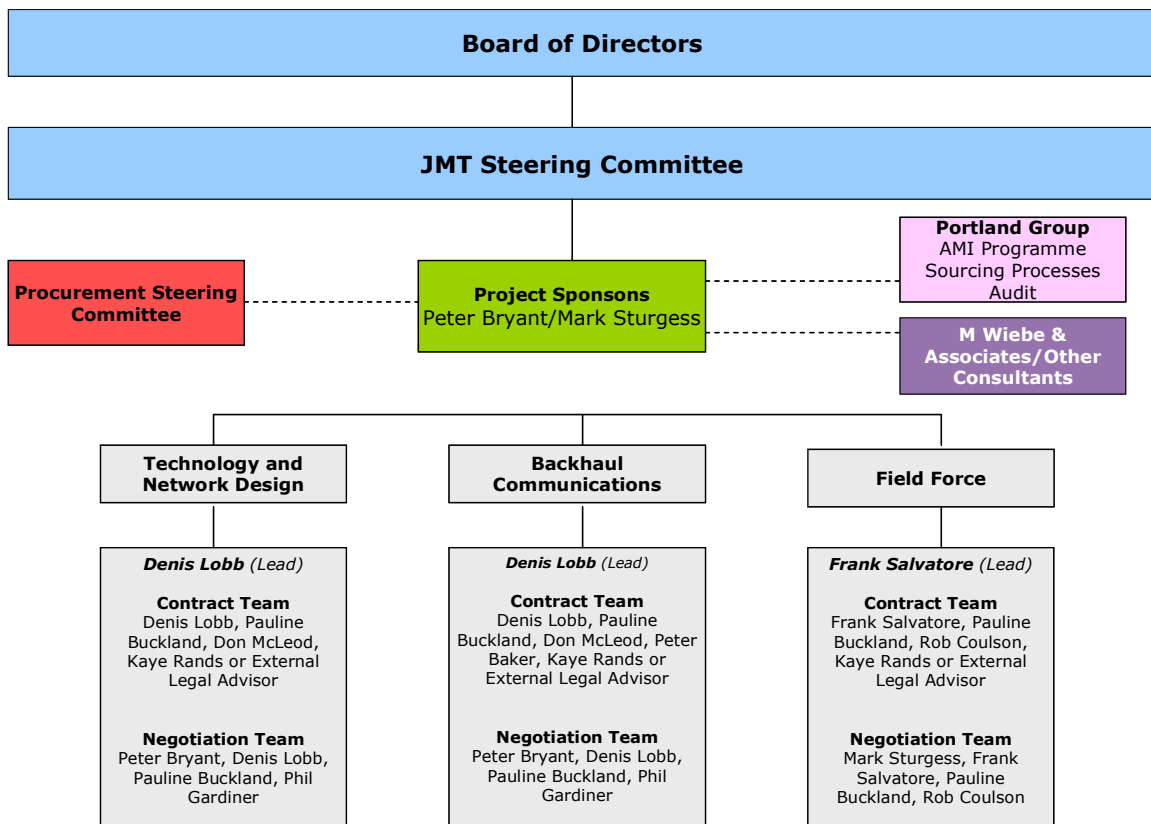 Board of Directors
JMT Steering Committee
Portland Group
AMI Programme
Sourcing Processes
Audit
Procurement Steering
Committee
Project Sponsons
Peter Bryant/Mark Sturgess
M Wiebe &
Associates/Other
Consultants
Technology and
Network Design
Backhaul
Communications
Field Force
Denis Lobb (Lead)
Contract Team
Denis Lobb, Pauline
Buckland, Don McLeod,
Kaye Rands or External
Legal Advisor
Negotiation Team
Peter Bryant, Denis Lobb,
Pauline Buckland, Phil
Gardiner
Denis Lobb (Lead)
Contract Team
Denis Lobb, Pauline
Buckland, Don McLeod, Peter
Baker, Kaye Rands or
External Legal Advisor
Negotiation Team
Peter Bryant, Denis Lobb,
Pauline Buckland, Phil
Gardiner
Frank Salvatore (Lead)
Contract Team
Frank Salvatore, Pauline
Buckland, Rob Coulson,
Kaye Rands or External
Legal Advisor
Negotiation Team
Mark Sturgess, Frank
Salvatore, Pauline
Buckland, Rob Coulson